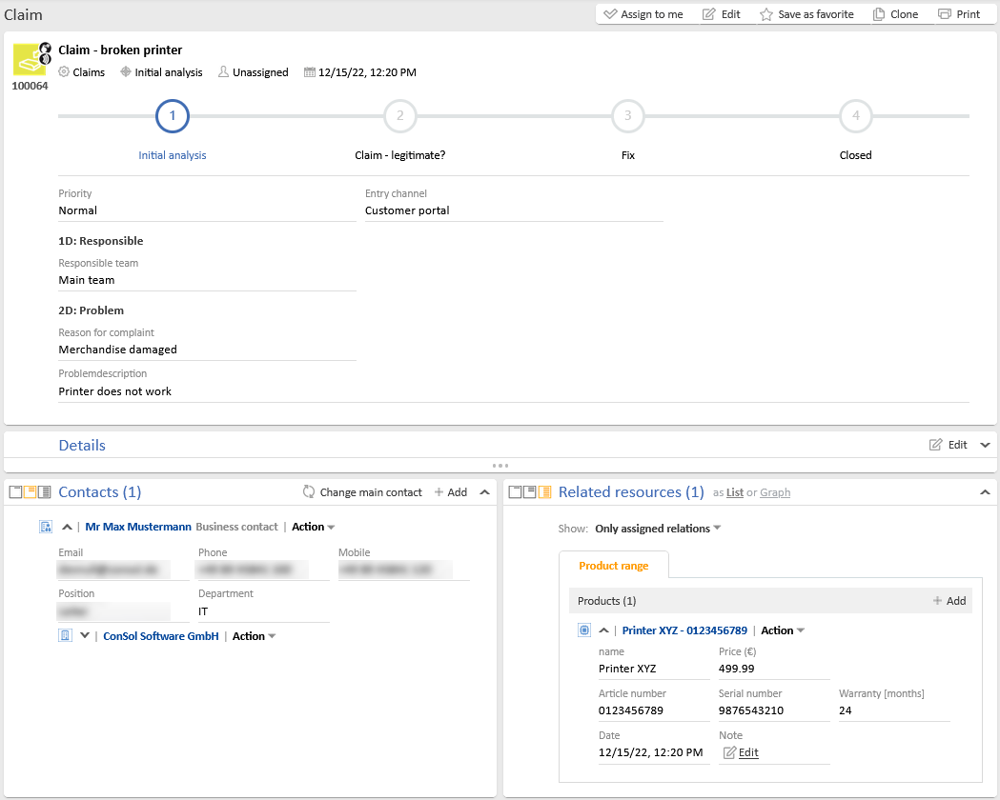 Claim
Assign to me Edit Save as favorite Clone Print
Claim - broken printer
Claims Initial analysis Unassigned 12/15/22, 12:20 PM
100064
1 2 3 4
Initial analysis Claim - legitimate? Fix Closed
Priority Entry channel
Normal Customer portal
1D: Responsible
Responsible team
Main team
2D: Problem
Reason for complaint
Merchandise damaged
Problemdescription
Printer does not work
Details Edit
Contacts (1) Change main contact + Add
| Mr Max Mustermann Business contact | Action
Email Phone Mobile
Position Department
IT
| ConSol Software GmbH | Action
Related resources (1) as List or Graph
Show: Only assigned relations
Product range
Products (1) + Add
| Printer XYZ - 0123456789 | Action
name Price (€)
Printer XYZ 499.99
Article number Serial number Warranty [months]
0123456789 9876543210 24
Date Note
12/15/22, 12:20 PM Edit